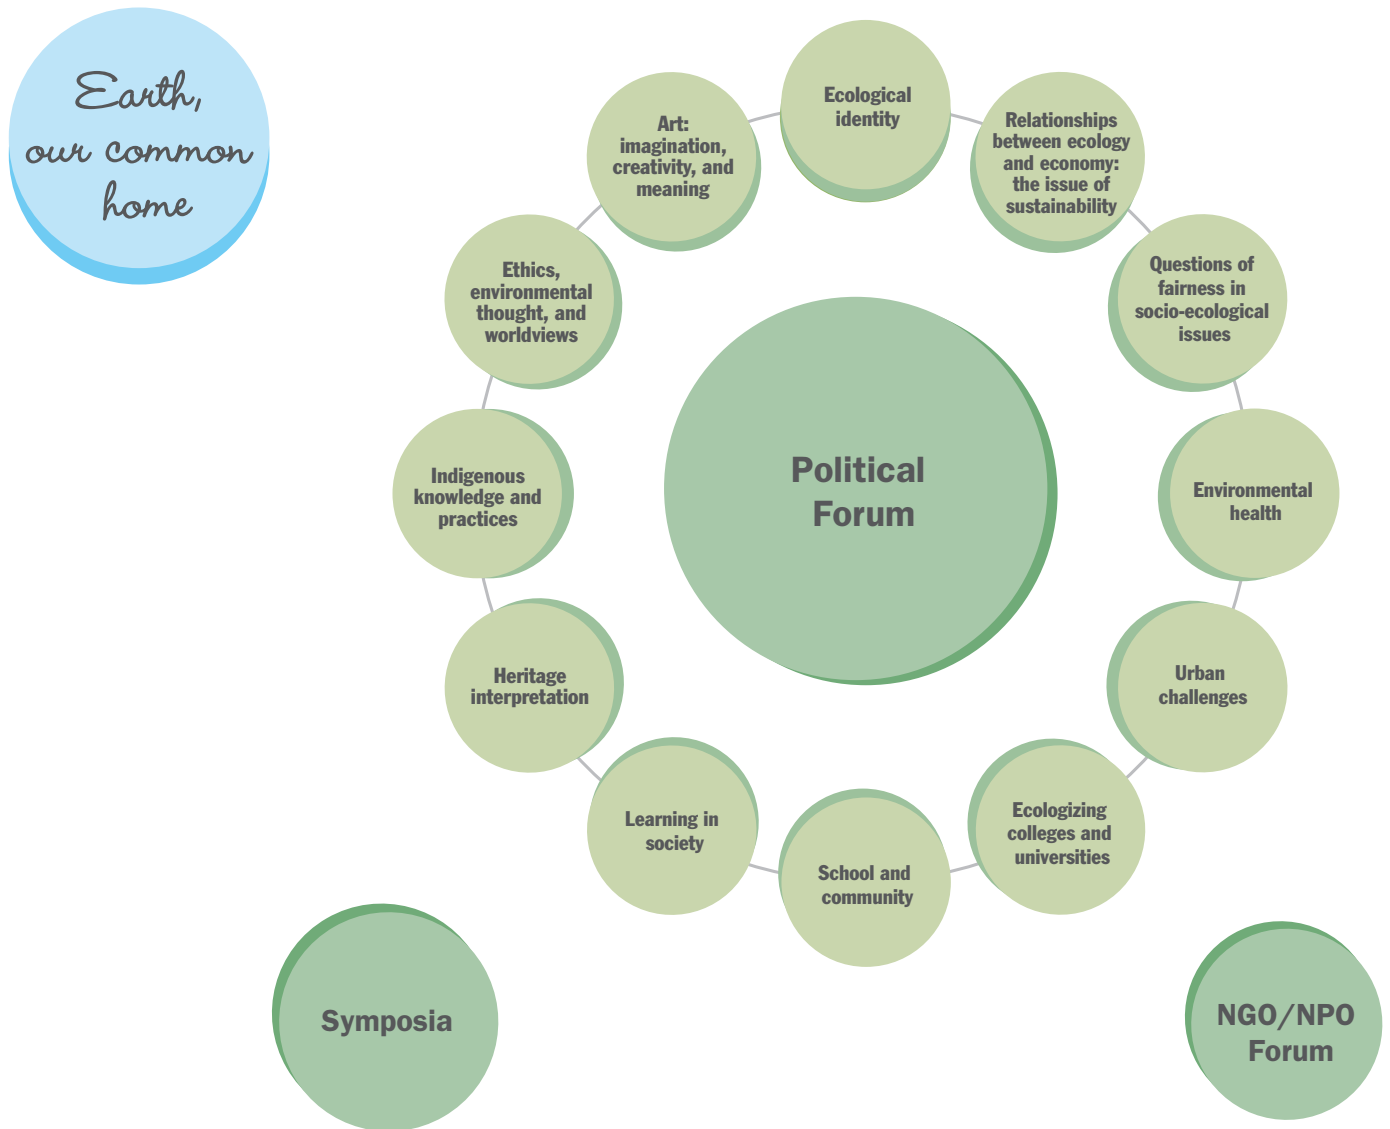 Earth,
our common
home
Ecological
identity
Relationships
between ecology
and economy:
the issue of
sustainability
Questions of
fairness in
socio-ecological
issues
Environmental
health
Urban
challenges
Ecologizing
colleges and
universities
School and
community
Learning in
society
Heritage
interpretation
Indigenous
knowledge and
practices
Ethics,
environmental
thought, and
worldviews
Art:
imagination,
creativity, and
meaning
Political
Forum
Symposia
NGO/NPO
Forum